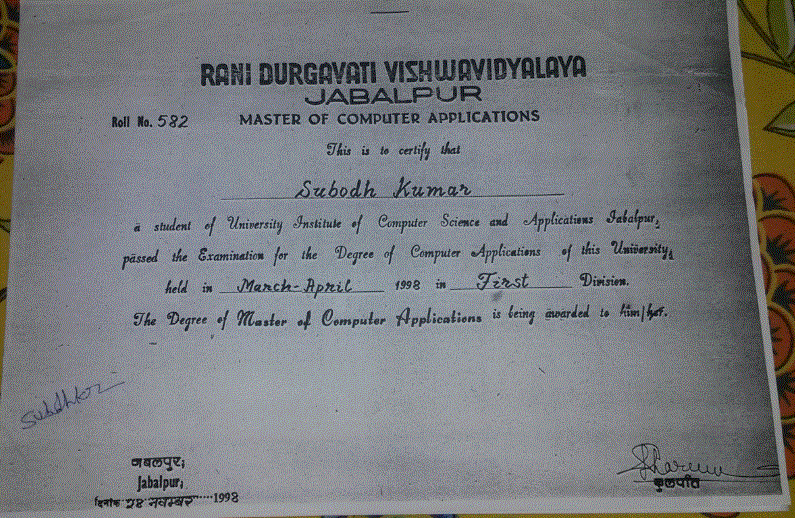 RANI DURGAVATI VISHWAVIDYALAYA
JABALPUR
Roll No. 582
MASTER OF COMPUTER APPLICATIONS
This is to certify that
Subodh Kumar
a student of University Institute of Computer Science and Applications Jabalpur,
passed the Examination for the Degree of Computer Applications of this University,
held in March-April 1998 in First Division.
The Degree of Master of Computer Applications is being awarded to him/her.
जबलपुर;
Jabalpur;
दिनांक 28 नवम्बर 1998
Sharma
कुलपति